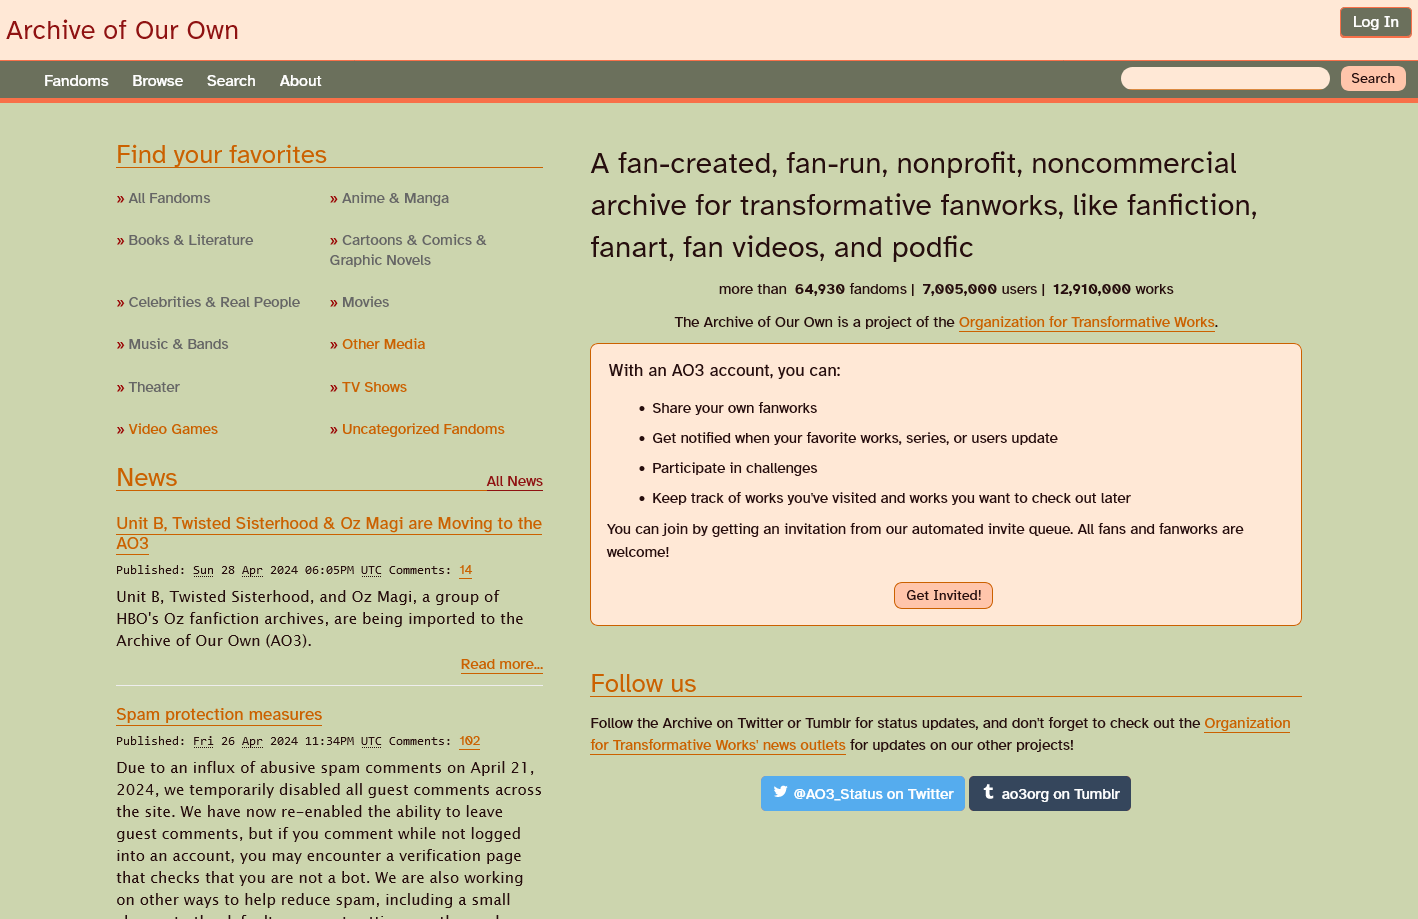 Archive of Our Own
Log In
Fandoms Browse Search About
Search
Find your favorites
» All Fandoms
» Anime & Manga
» Books & Literature
» Cartoons & Comics &
Graphic Novels
» Celebrities & Real People
» Movies
» Music & Bands
» Other Media
» Theater
» TV Shows
» Video Games
» Uncategorized Fandoms
News
All News
Unit B, Twisted Sisterhood & Oz Magi are Moving to the
AO3
Published: Sun 28 Apr 2024 06:05PM UTC Comments: 14
Unit B, Twisted Sisterhood, and Oz Magi, a group of
HBO's Oz fanfiction archives, are being imported to the
Archive of Our Own (AO3).
Read more...
Spam protection measures
Published: Fri 26 Apr 2024 11:34PM UTC Comments: 102
Due to an influx of abusive spam comments on April 21,
2024, we temporarily disabled all guest comments across
the site. We have now re-enabled the ability to leave
guest comments, but if you comment while not logged
into an account, you may encounter a verification page
that checks that you are not a bot. We are also working
on other ways to help reduce spam, including a small
A fan-created, fan-run, nonprofit, noncommercial
archive for transformative fanworks, like fanfiction,
fanart, fan videos, and podfic
more than 64,930 fandoms | 7,005,000 users | 12,910,000 works
The Archive of Our Own is a project of the Organization for Transformative Works.
With an AO3 account, you can:
• Share your own fanworks
• Get notified when your favorite works, series, or users update
• Participate in challenges
• Keep track of works you've visited and works you want to check out later
You can join by getting an invitation from our automated invite queue. All fans and fanworks are
welcome!
Get Invited!
Follow us
Follow the Archive on Twitter or Tumblr for status updates, and don't forget to check out the Organization
for Transformative Works' news outlets for updates on our other projects!
@AO3_Status on Twitter
ao3org on Tumblr